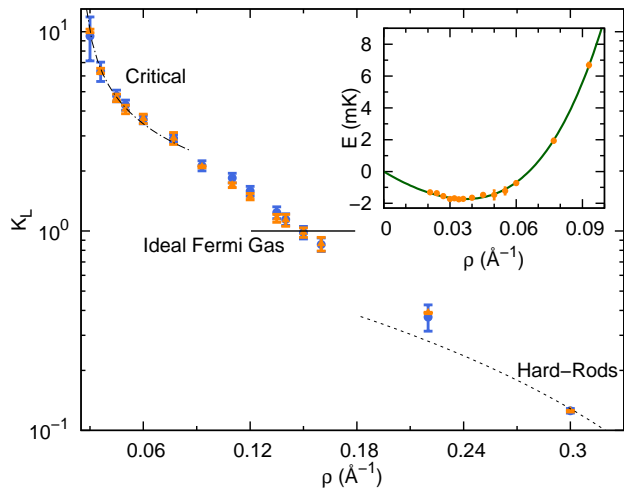 10¹
8
6
4
2
0
−2
E (mK)
0
0.03
0.06
0.09
ρ (Å⁻¹)
Critical
K_L
10⁰
Ideal Fermi Gas
Hard−Rods
10⁻¹
0.06
0.12
0.18
0.24
0.3
ρ (Å⁻¹)